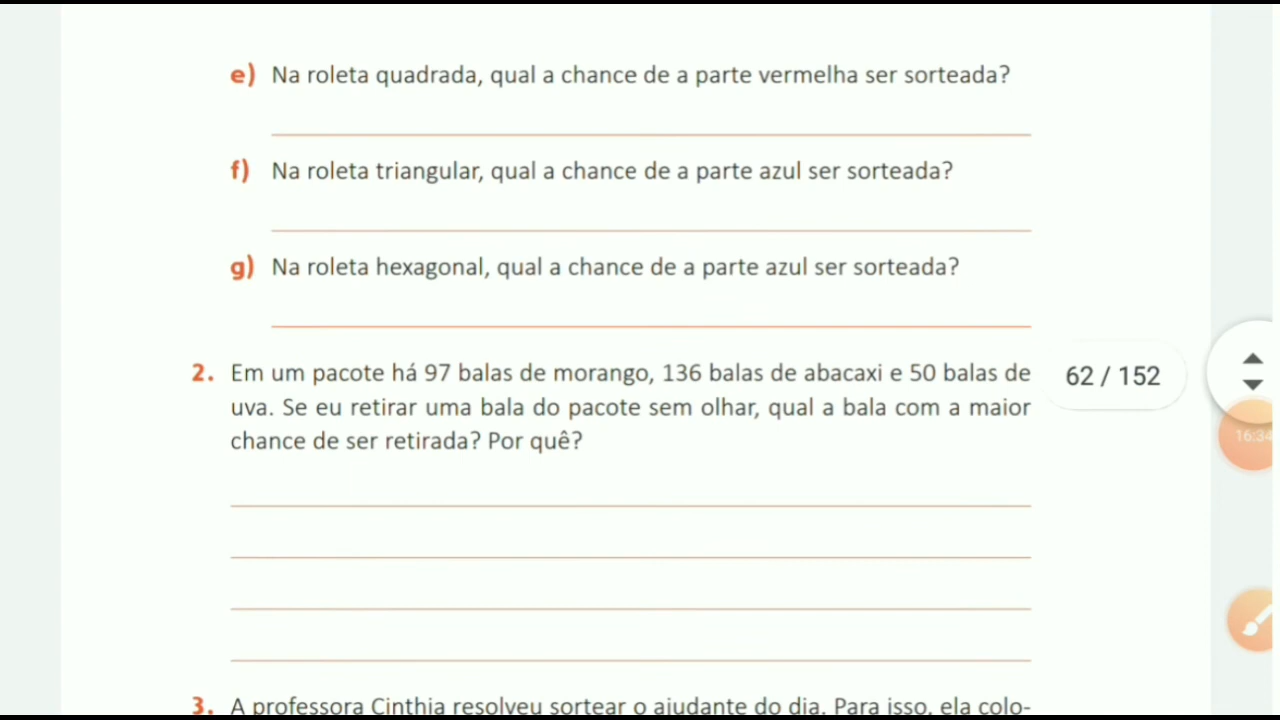 e) Na roleta quadrada, qual a chance de a parte vermelha ser sorteada?
f) Na roleta triangular, qual a chance de a parte azul ser sorteada?
g) Na roleta hexagonal, qual a chance de a parte azul ser sorteada?
2. Em um pacote há 97 balas de morango, 136 balas de abacaxi e 50 balas de
uva. Se eu retirar uma bala do pacote sem olhar, qual a bala com a maior
chance de ser retirada? Por quê?
62 / 152
16:34
3. A professora Cinthia resolveu sortear o ajudante do dia. Para isso, ela colo-